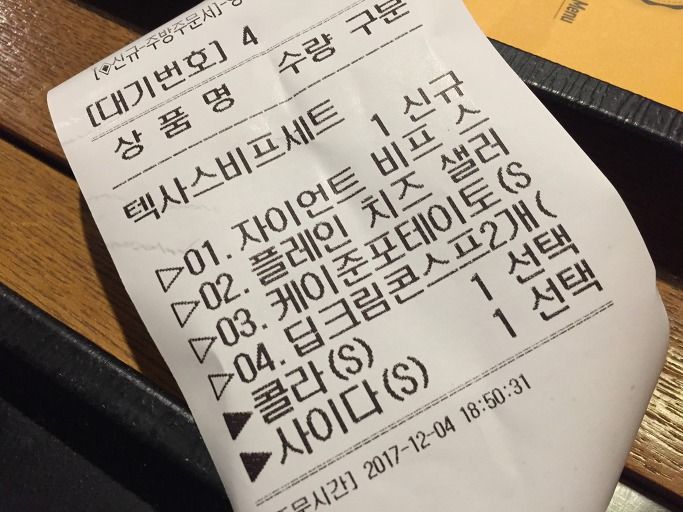 [◈신규-주방주문서]-
[대기번호] 4
상 품 명 수량 구분
텍사스비프세트 1 신규
▷01. 자이언트 비프 스
▷02. 플레인 치즈 샐러
▷03. 케이준포테이토(S
▷04. 딥크림콘스프2개(
▶콜라(S) 1 선택
▶사이다(S) 1 선택
문시간] 2017-12-04 18:50:31
Menu